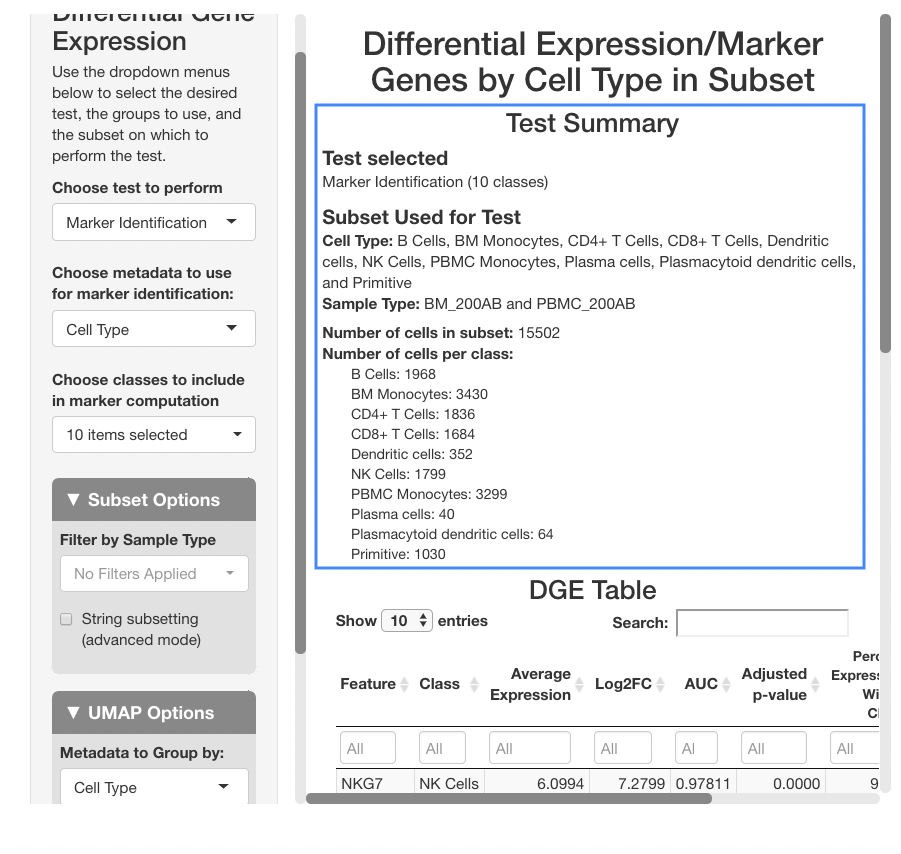 Differential Gene
Expression
Use the dropdown menus
below to select the desired
test, the groups to use, and
the subset on which to
perform the test.
Choose test to perform
Marker Identification
Choose metadata to use
for marker identification:
Cell Type
Choose classes to include
in marker computation
10 items selected
▼ Subset Options
Filter by Sample Type
No Filters Applied
String subsetting
(advanced mode)
▼ UMAP Options
Metadata to Group by:
Cell Type
Differential Expression/Marker
Genes by Cell Type in Subset
Test Summary
Test selected
Marker Identification (10 classes)
Subset Used for Test
Cell Type: B Cells, BM Monocytes, CD4+ T Cells, CD8+ T Cells, Dendritic
cells, NK Cells, PBMC Monocytes, Plasma cells, Plasmacytoid dendritic cells,
and Primitive
Sample Type: BM_200AB and PBMC_200AB
Number of cells in subset: 15502
Number of cells per class:
B Cells: 1968
BM Monocytes: 3430
CD4+ T Cells: 1836
CD8+ T Cells: 1684
Dendritic cells: 352
NK Cells: 1799
PBMC Monocytes: 3299
Plasma cells: 40
Plasmacytoid dendritic cells: 64
Primitive: 1030
DGE Table
Show 10 entries Search:
Feature Class Average Expression Log2FC AUC Adjusted p-value
All All All All Al All All
NKG7 NK Cells 6.0994 7.2799 0.97811 0.0000 9